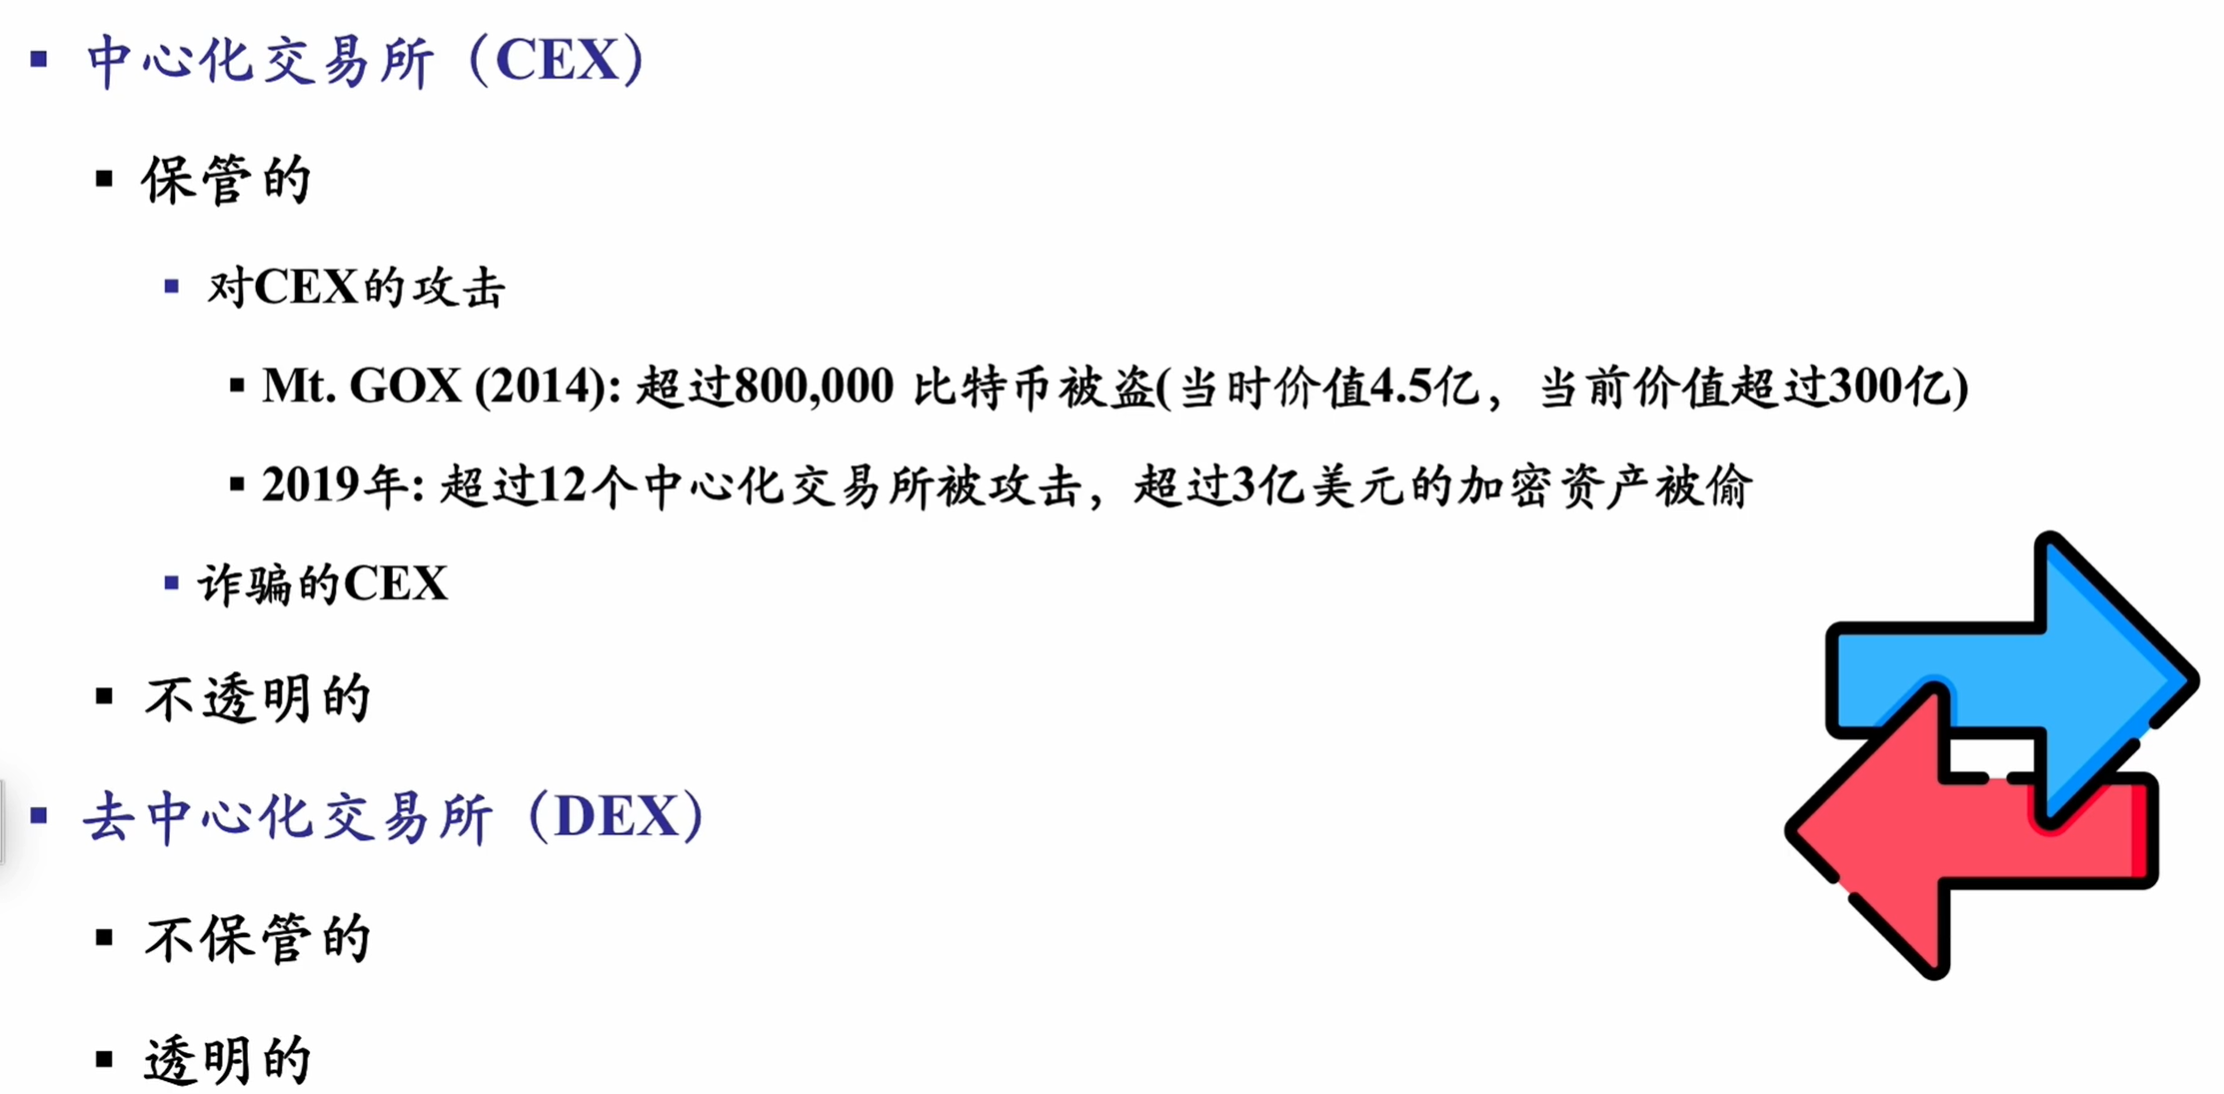 中心化交易所（CEX）
保管的
对CEX的攻击
Mt. GOX (2014): 超过800,000 比特币被盗(当时价值4.5亿，当前价值超过300亿)
2019年: 超过12个中心化交易所被攻击，超过3亿美元的加密资产被偷
诈骗的CEX
不透明的
去中心化交易所（DEX）
不保管的
透明的